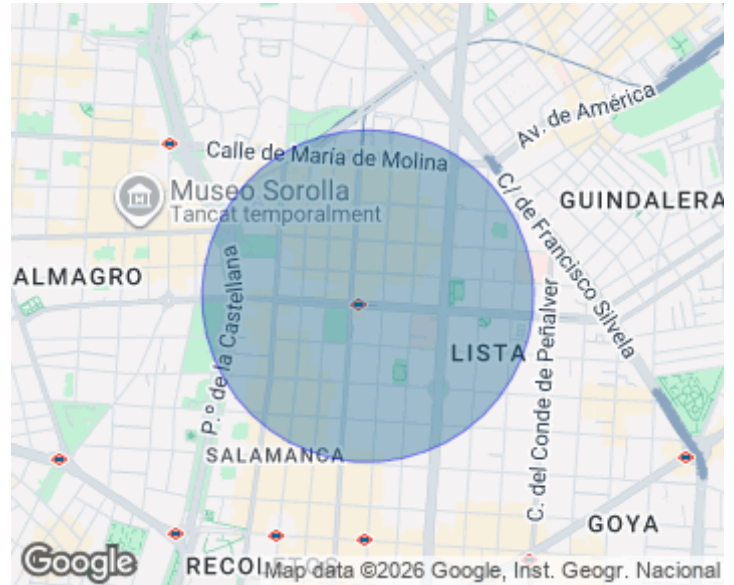 Av. de América
Calle de María de Molina
Museo Sorolla
Tancat temporalment
C/ de Francisco Silvela
GUINDALERA
ALMAGRO
P.º de la Castellana
LISTA
C. del Conde de Peñalver
SALAMANCA
GOYA
RECOLETOS
Google
Map data ©2026 Google, Inst. Geogr. Nacional